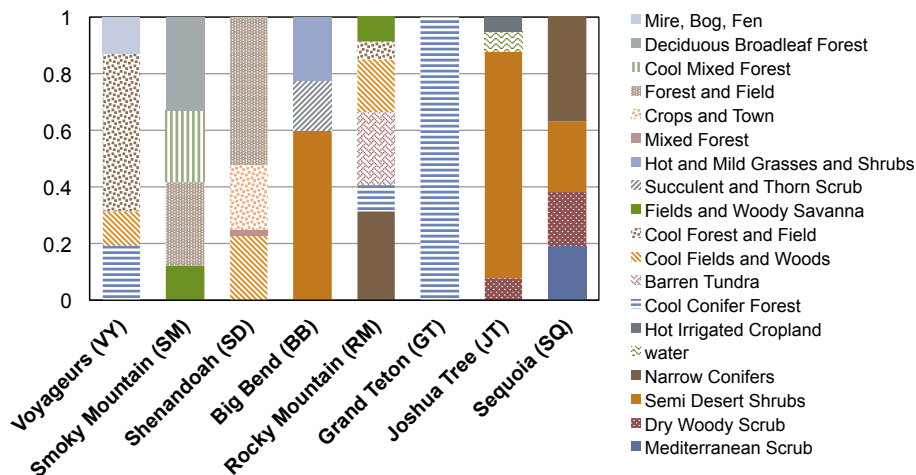 1
0.8
0.6
0.4
0.2
0
Voyageurs (VY)
Smoky Mountain (SM)
Shenandoah (SD)
Big Bend (BB)
Rocky Mountain (RM)
Grand Teton (GT)
Joshua Tree (JT)
Sequoia (SQ)
Mire, Bog, Fen
Deciduous Broadleaf Forest
Cool Mixed Forest
Forest and Field
Crops and Town
Mixed Forest
Hot and Mild Grasses and Shrubs
Succulent and Thorn Scrub
Fields and Woody Savanna
Cool Forest and Field
Cool Fields and Woods
Barren Tundra
Cool Conifer Forest
Hot Irrigated Cropland
water
Narrow Conifers
Semi Desert Shrubs
Dry Woody Scrub
Mediterranean Scrub